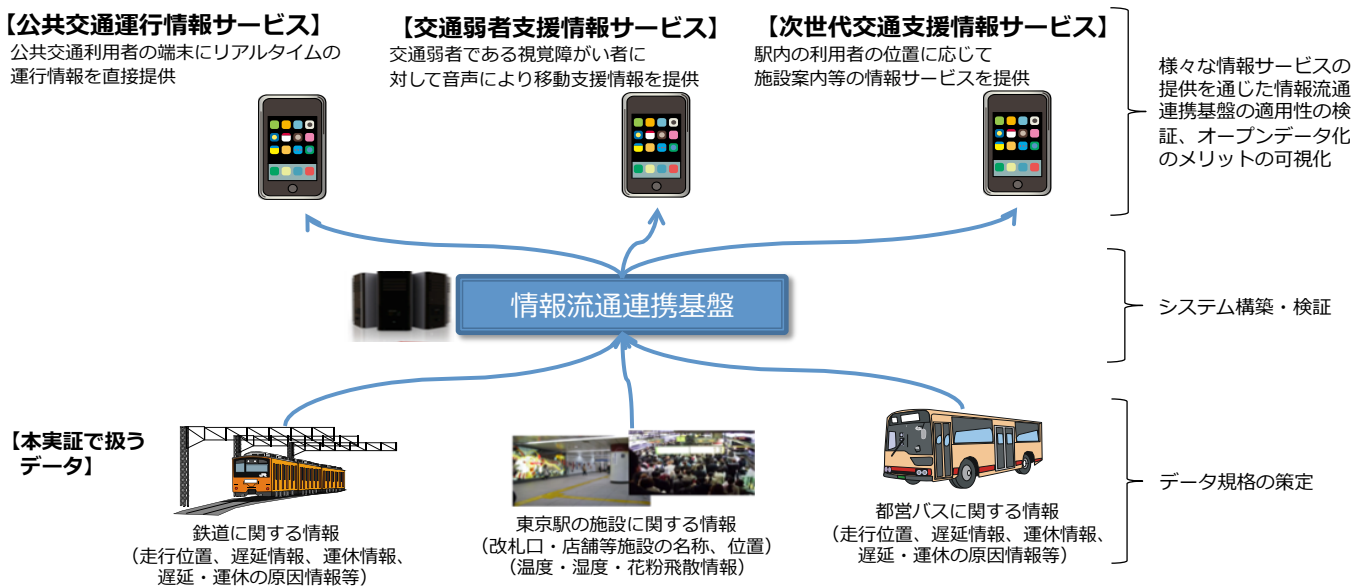 【公共交通運行情報サービス】
公共交通利用者の端末にリアルタイムの
運行情報を直接提供
【交通弱者支援情報サービス】
交通弱者である視覚障がい者に
対して音声により移動支援情報を提供
【次世代交通支援情報サービス】
駅内の利用者の位置に応じて
施設案内等の情報サービスを提供
様々な情報サービスの
提供を通じた情報流通
連携基盤の適用性の検
証、オープンデータ化
のメリットの可視化
情報流通連携基盤
システム構築・検証
【本実証で扱う
データ】
鉄道に関する情報
（走行位置、遅延情報、運休情報、
遅延・運休の原因情報等）
東京駅の施設に関する情報
（改札口・店舗等施設の名称、位置）
（温度・湿度・花粉飛散情報）
都営バスに関する情報
（走行位置、遅延情報、運休情報、
遅延・運休の原因情報等）
データ規格の策定